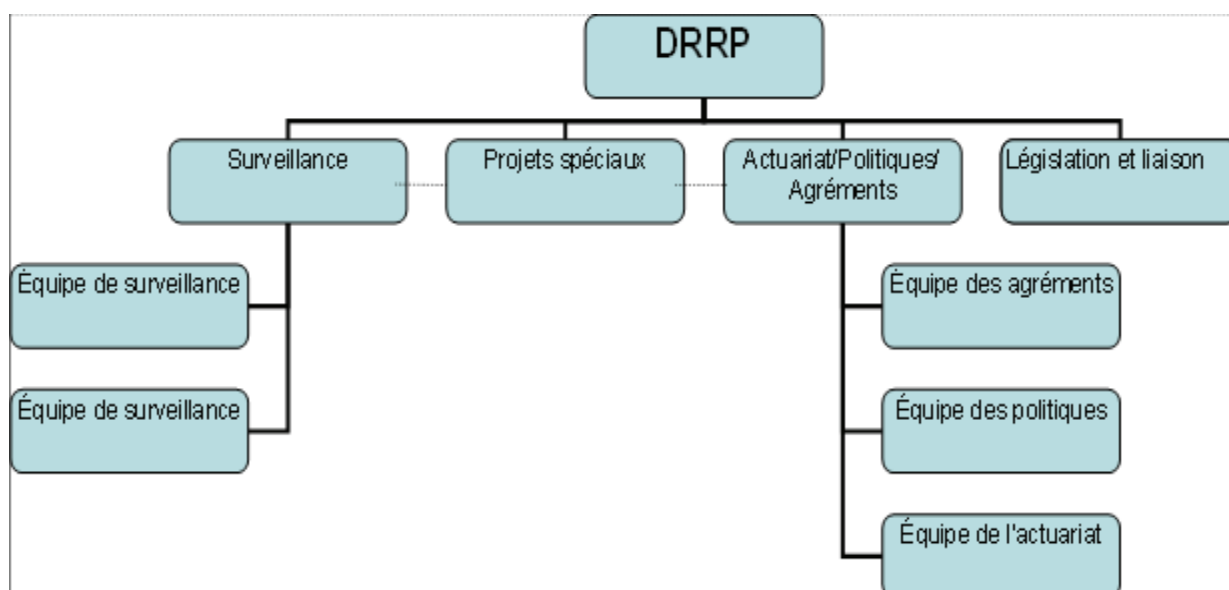 DRRP
Surveillance
Projets spéciaux
Actuariat/Politiques/
Agréments
Législation et liaison
Équipe de surveillance
Équipe des agréments
Équipe de surveillance
Équipe des politiques
Équipe de l'actuariat